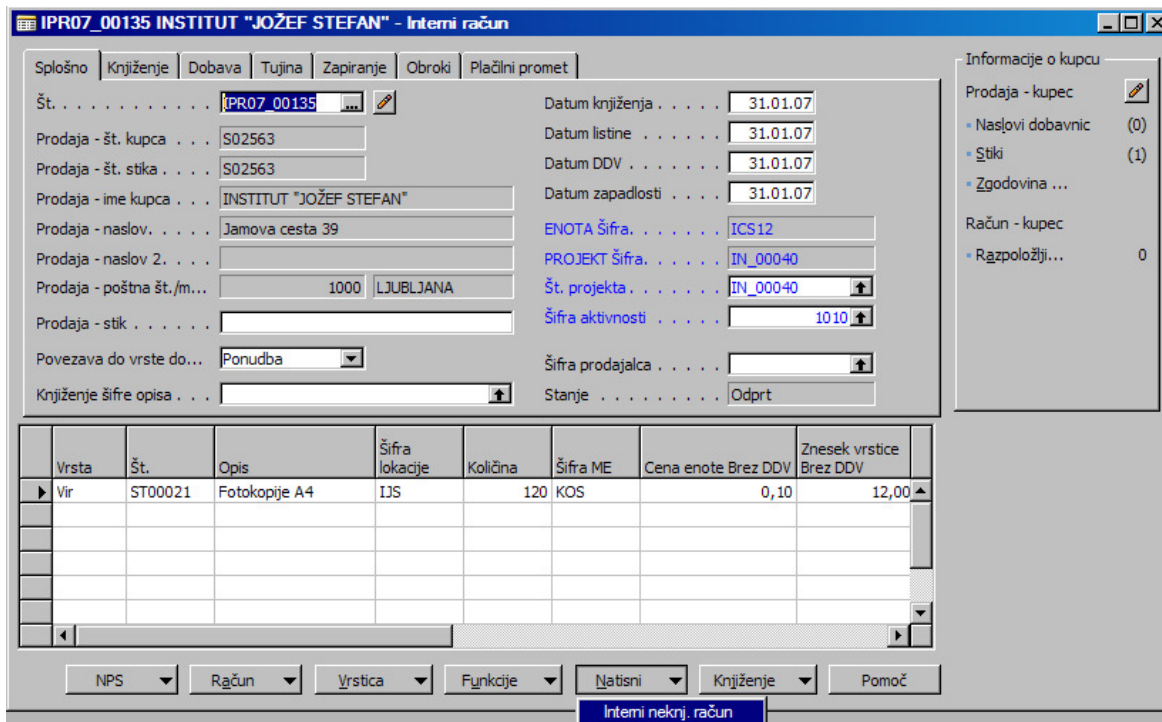 IPR07_00135 INSTITUT "JOŽEF STEFAN" - Interni račun
Splošno Knjiženje Dobava Tujina Zapiranje Obroki Plačilni promet
Št. . . . . . . . . . . . . IPR07_00135 ...
Prodaja - št. kupca . . . S02563
Prodaja - št. stika . . . . S02563
Prodaja - ime kupca . . . INSTITUT "JOŽEF STEFAN"
Prodaja - naslov. . . . . Jamova cesta 39
Prodaja - naslov 2. . . .
Prodaja - poštna št./m... 1000 LJUBLJANA
Prodaja - stik . . . . . .
Povezava do vrste do... Ponudba
Knjiženje šifre opisa . . .
Datum knjiženja . . . . . 31.01.07
Datum listine . . . . . . 31.01.07
Datum DDV . . . . . . . 31.01.07
Datum zapadlosti . . . . 31.01.07
ENOTA Šifra. . . . . . . ICS12
PROJEKT Šifra. . . . . . IN_00040
Št. projekta . . . . . . . IN_00040
Šifra aktivnosti . . . . . 1010
Šifra prodajalca . . . . .
Stanje . . . . . . . . . Odprt
Informacije o kupcu
Prodaja - kupec
Naslovi dobavnic (0)
Stiki (1)
Zgodovina ...
Račun - kupec
Razpoložlji... 0
Vrsta Št. Opis Šifra lokacije Količina Šifra ME Cena enote Brez DDV Znesek vrstice Brez DDV
Vir ST00021 Fotokopije A4 IJS 120 KOS 0,10 12,00
NPS Račun Vrstica Funkcije Natisni Knjiženje Pomoč
Interni neknj. račun